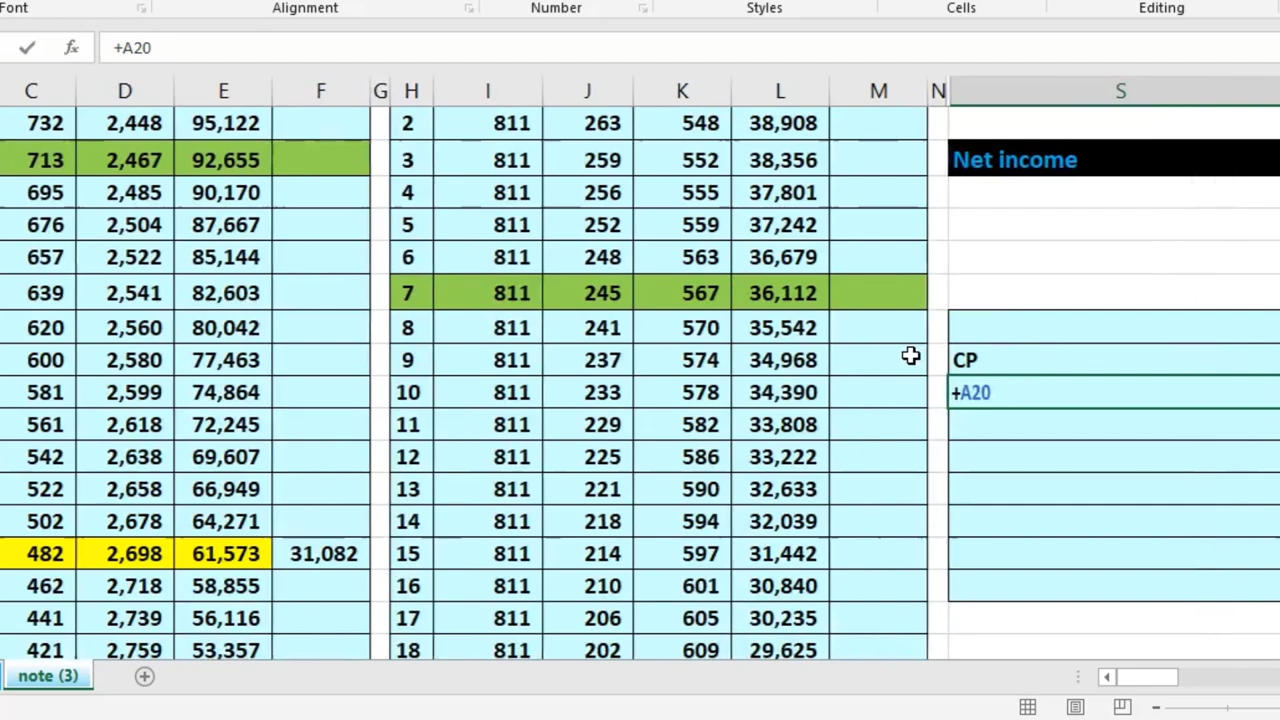 Font Alignment Number Styles Cells Editing
fx +A20
C D E F G H I J K L M N S
732 2,448 95,122 2 811 263 548 38,908
713 2,467 92,655 3 811 259 552 38,356 Net income
695 2,485 90,170 4 811 256 555 37,801
676 2,504 87,667 5 811 252 559 37,242
657 2,522 85,144 6 811 248 563 36,679
639 2,541 82,603 7 811 245 567 36,112
620 2,560 80,042 8 811 241 570 35,542
600 2,580 77,463 9 811 237 574 34,968 CP
581 2,599 74,864 10 811 233 578 34,390 +A20
561 2,618 72,245 11 811 229 582 33,808
542 2,638 69,607 12 811 225 586 33,222
522 2,658 66,949 13 811 221 590 32,633
502 2,678 64,271 14 811 218 594 32,039
482 2,698 61,573 31,082 15 811 214 597 31,442
462 2,718 58,855 16 811 210 601 30,840
441 2,739 56,116 17 811 206 605 30,235
421 2,759 53,357 18 811 202 609 29,625
note (3)